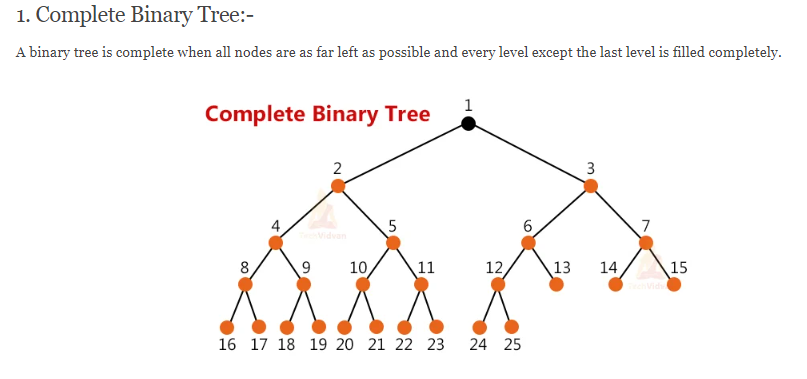 1. Complete Binary Tree:-
A binary tree is complete when all nodes are as far left as possible and every level except the last level is filled completely.
Complete Binary Tree
1
2 3
4 5 6 7
8 9 10 11 12 13 14 15
16 17 18 19 20 21 22 23 24 25